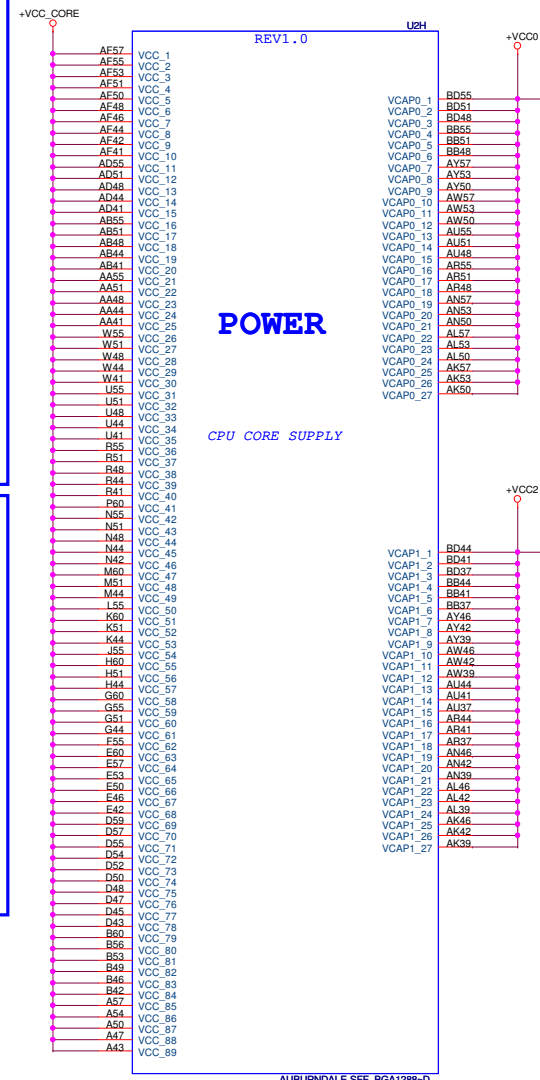 +VCC_CORE
U2H
REV1.0
AF57 VCC_1
AF55 VCC_2
AF53 VCC_3
AF51 VCC_4
AF50 VCC_5
AF48 VCC_6
AF46 VCC_7
AF44 VCC_8
AF42 VCC_9
AF41 VCC_10
AD55 VCC_11
AD51 VCC_12
AD48 VCC_13
AD44 VCC_14
AD41 VCC_15
AB55 VCC_16
AB51 VCC_17
AB48 VCC_18
AB44 VCC_19
AB41 VCC_20
AA55 VCC_21
AA51 VCC_22
AA48 VCC_23
AA44 VCC_24
AA41 VCC_25
W55 VCC_26
W51 VCC_27
W48 VCC_28
W44 VCC_29
W41 VCC_30
U55 VCC_31
U51 VCC_32
U48 VCC_33
U44 VCC_34
U41 VCC_35
R55 VCC_36
R51 VCC_37
R48 VCC_38
R44 VCC_39
R41 VCC_40
P60 VCC_41
N55 VCC_42
N51 VCC_43
N48 VCC_44
N44 VCC_45
N42 VCC_46
M60 VCC_47
M51 VCC_48
M44 VCC_49
L55 VCC_50
K60 VCC_51
K51 VCC_52
K44 VCC_53
J55 VCC_54
H60 VCC_55
H51 VCC_56
H44 VCC_57
G60 VCC_58
G55 VCC_59
G51 VCC_60
G44 VCC_61
F55 VCC_62
E60 VCC_63
E57 VCC_64
E53 VCC_65
E50 VCC_66
E46 VCC_67
E42 VCC_68
D59 VCC_69
D57 VCC_70
D55 VCC_71
D54 VCC_72
D52 VCC_73
D50 VCC_74
D48 VCC_75
D47 VCC_76
D45 VCC_77
D43 VCC_78
B60 VCC_79
B56 VCC_80
B53 VCC_81
B49 VCC_82
B46 VCC_83
B42 VCC_84
A57 VCC_85
A54 VCC_86
A50 VCC_87
A47 VCC_88
A43 VCC_89
POWER
CPU CORE SUPPLY
+VCC0
VCAP0_1 BD55
VCAP0_2 BD51
VCAP0_3 BD48
VCAP0_4 BB55
VCAP0_5 BB51
VCAP0_6 BB48
VCAP0_7 AY57
VCAP0_8 AY53
VCAP0_9 AY50
VCAP0_10 AW57
VCAP0_11 AW53
VCAP0_12 AW50
VCAP0_13 AU55
VCAP0_14 AU51
VCAP0_15 AU48
VCAP0_16 AR55
VCAP0_17 AR51
VCAP0_18 AR48
VCAP0_19 AN57
VCAP0_20 AN53
VCAP0_21 AN50
VCAP0_22 AL57
VCAP0_23 AL53
VCAP0_24 AL50
VCAP0_25 AK57
VCAP0_26 AK53
VCAP0_27 AK50
+VCC2
VCAP1_1 BD44
VCAP1_2 BD41
VCAP1_3 BD37
VCAP1_4 BB44
VCAP1_5 BB41
VCAP1_6 BB37
VCAP1_7 AY46
VCAP1_8 AY42
VCAP1_9 AY39
VCAP1_10 AW46
VCAP1_11 AW42
VCAP1_12 AW39
VCAP1_13 AU44
VCAP1_14 AU41
VCAP1_15 AU37
VCAP1_16 AR44
VCAP1_17 AR41
VCAP1_18 AR37
VCAP1_19 AN46
VCAP1_20 AN42
VCAP1_21 AN39
VCAP1_22 AL46
VCAP1_23 AL42
VCAP1_24 AL39
VCAP1_25 AK46
VCAP1_26 AK42
VCAP1_27 AK39
AUBURNDALE SFF_BGA1288~D